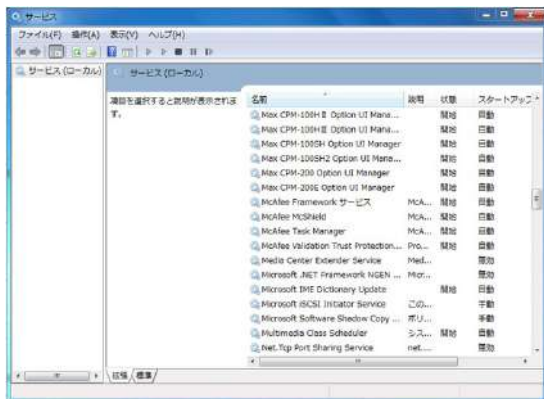 サービス
ファイル(F) 操作(A) 表示(V) ヘルプ(H)
サービス (ローカル)
サービス (ローカル)
項目を選択すると説明が表示されます。
名前 説明 状態 スタートアップ
Max CPM-100HⅡ Option UI Mana... 開始 自動
Max CPM-100HⅢ Option UI Mana... 開始 自動
Max CPM-100SH Option UI Manager 開始 自動
Max CPM-100SH2 Option UI Mana... 開始 自動
Max CPM-200 Option UI Manager 開始 自動
Max CPM-200E Option UI Manager 開始 自動
McAfee Framework サービス McA... 開始 自動
McAfee McShield McA... 開始 自動
McAfee Task Manager McA... 開始 自動
McAfee Validation Trust Protection... Pro... 開始 自動
Media Center Extender Service Med... 無効
Microsoft .NET Framework NGEN ... Micr... 無効
Microsoft IME Dictionary Update 開始 自動
Microsoft iSCSI Initiator Service この... 手動
Microsoft Software Shadow Copy ... ボリ... 手動
Multimedia Class Scheduler シス... 開始 自動
Net.Tcp Port Sharing Service net.... 無効
拡張 標準